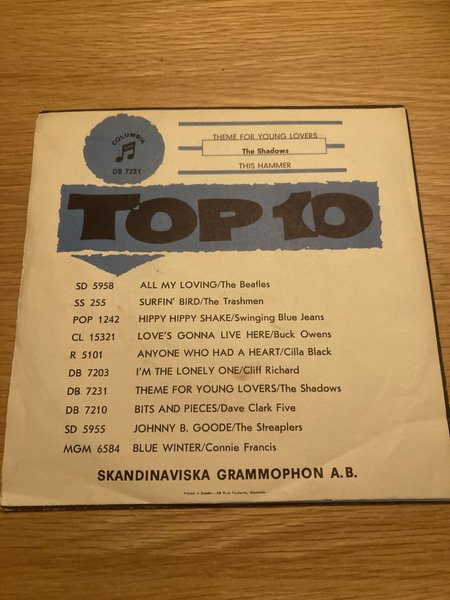 COLUMBIA
DB 7231
THEME FOR YOUNG LOVERS
The Shadows
THIS HAMMER
TOP 10
SD 5958 ALL MY LOVING/The Beatles
SS 255 SURFIN' BIRD/The Trashmen
POP 1242 HIPPY HIPPY SHAKE/Swinging Blue Jeans
CL 15321 LOVE'S GONNA LIVE HERE/Buck Owens
R 5101 ANYONE WHO HAD A HEART/Cilla Black
DB 7203 I'M THE LONELY ONE/Cliff Richard
DB 7231 THEME FOR YOUNG LOVERS/The Shadows
DB 7210 BITS AND PIECES/Dave Clark Five
SD 5955 JOHNNY B. GOODE/The Streaplers
MGM 6584 BLUE WINTER/Connie Francis
SKANDINAVISKA GRAMMOPHON A.B.
Printed in Sweden